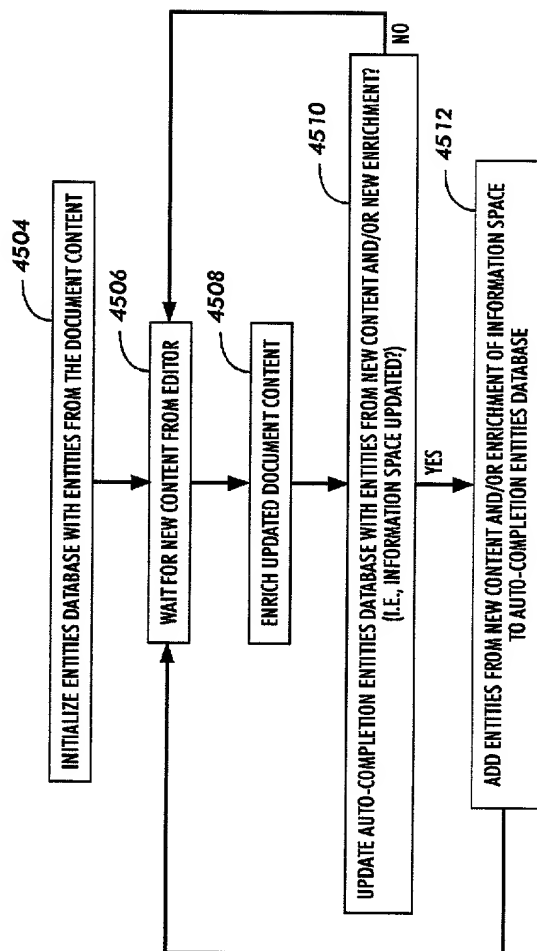 4504
INITIALIZE ENTITIES DATABASE WITH ENTITIES FROM THE DOCUMENT CONTENT
4506
WAIT FOR NEW CONTENT FROM EDITOR
4508
ENRICH UPDATED DOCUMENT CONTENT
4510
UPDATE AUTO-COMPLETION ENTITIES DATABASE WITH ENTITIES FROM NEW CONTENT AND/OR NEW ENRICHMENT?
(I.E., INFORMATION SPACE UPDATED?)
NO
YES
4512
ADD ENTITIES FROM NEW CONTENT AND/OR ENRICHMENT OF INFORMATION SPACE
TO AUTO-COMPLETION ENTITIES DATABASE